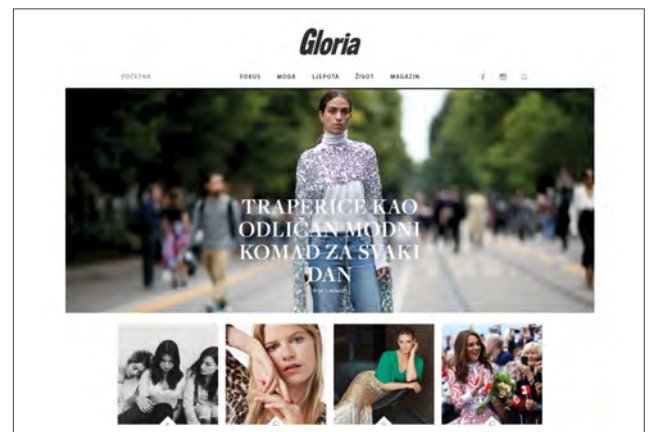 Gloria
POČETNA
FOKUS MODA LJEPOTA ŽIVOT MAGAZIN
TRAPERICE KAO
ODLIČAN MODNI
KOMAD ZA SVAKI
DAN